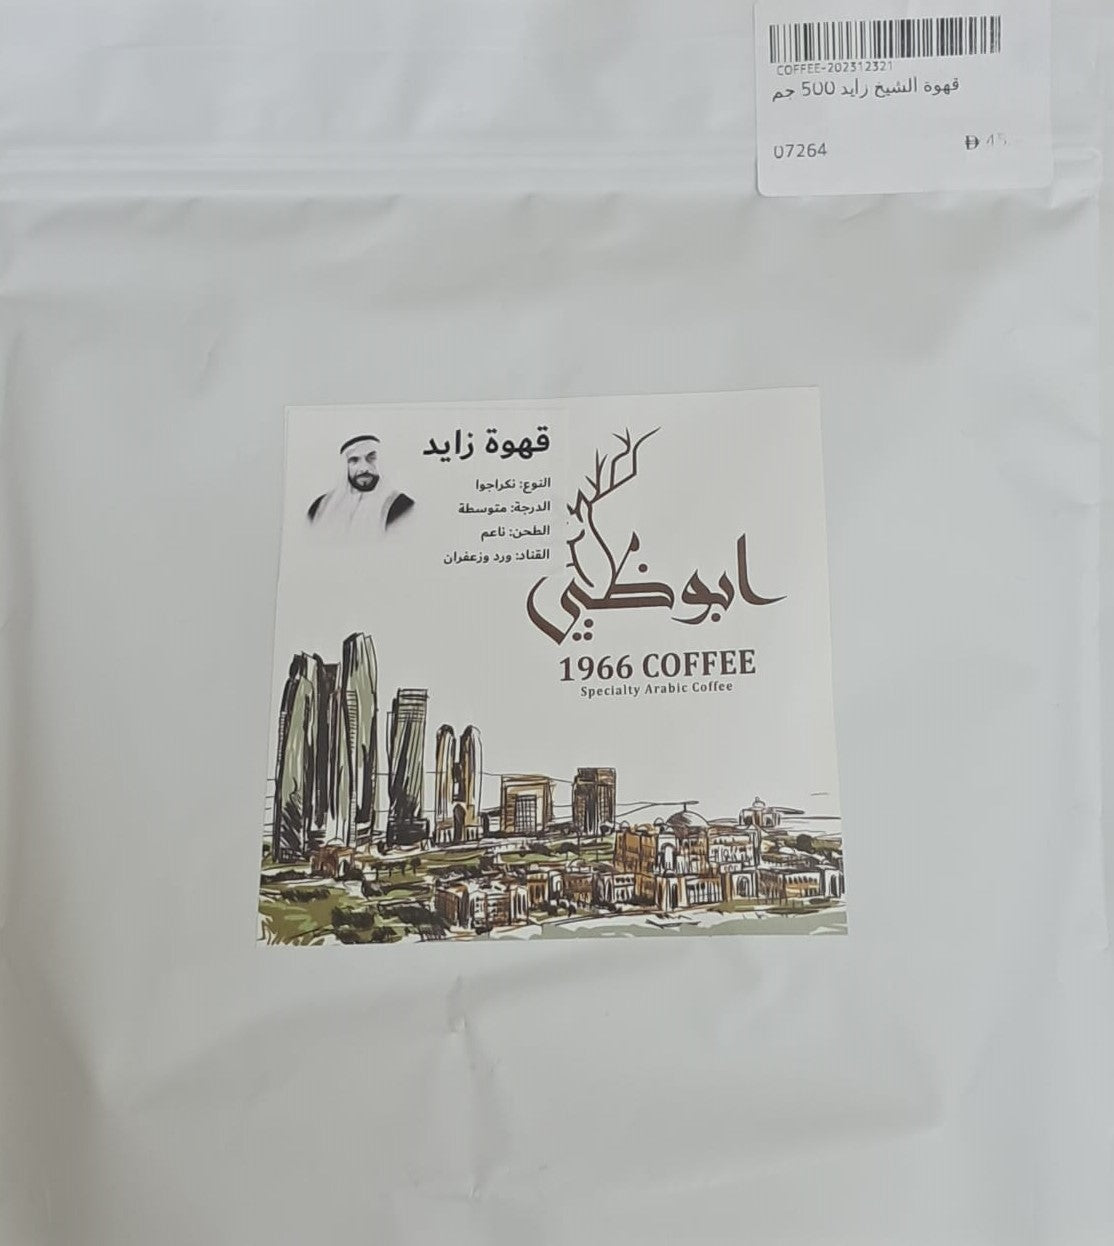 COFFEE-202312321
قهوة الشيخ زايد 500 جم
07264
قهوة زايد
النوع: نكراجوا
الدرجة: متوسطة
الطحن: ناعم
القناد: ورد وزعفران
ابوظبي
1966 COFFEE
Specialty Arabic Coffee